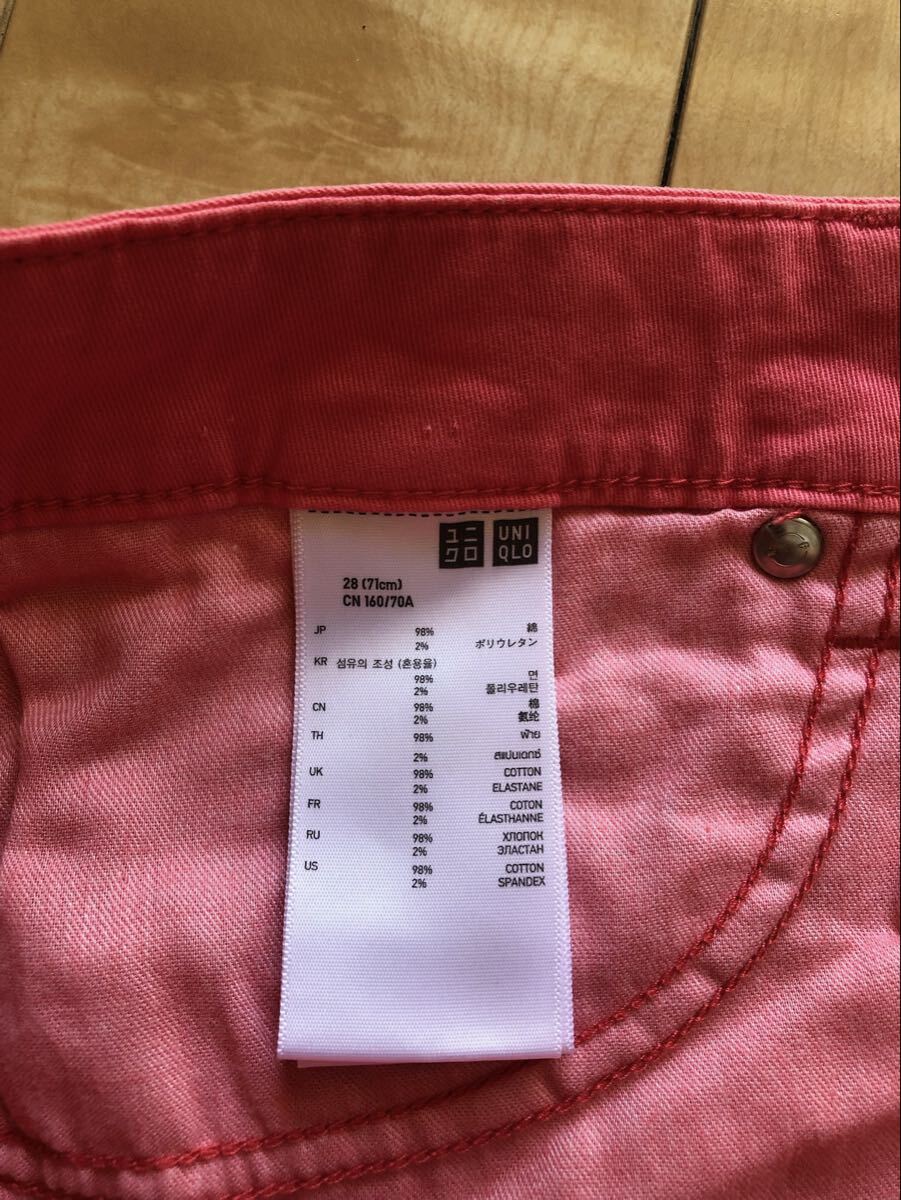 ユニ UNI
クロ QLO
28 (71cm)
CN 160/70A
JP 98% 綿
2% ポリウレタン
KR 섬유의 조성 (혼용율)
98% 면
2% 폴리우레탄
CN 98% 棉
2% 氨纶
TH 98% ฝ้าย
2% สแปนเดกซ์
UK 98% COTTON
2% ELASTANE
FR 98% COTON
2% ÉLASTHANNE
RU 98% ХЛОПОК
2% ЭЛАСТАН
US 98% COTTON
2% SPANDEX